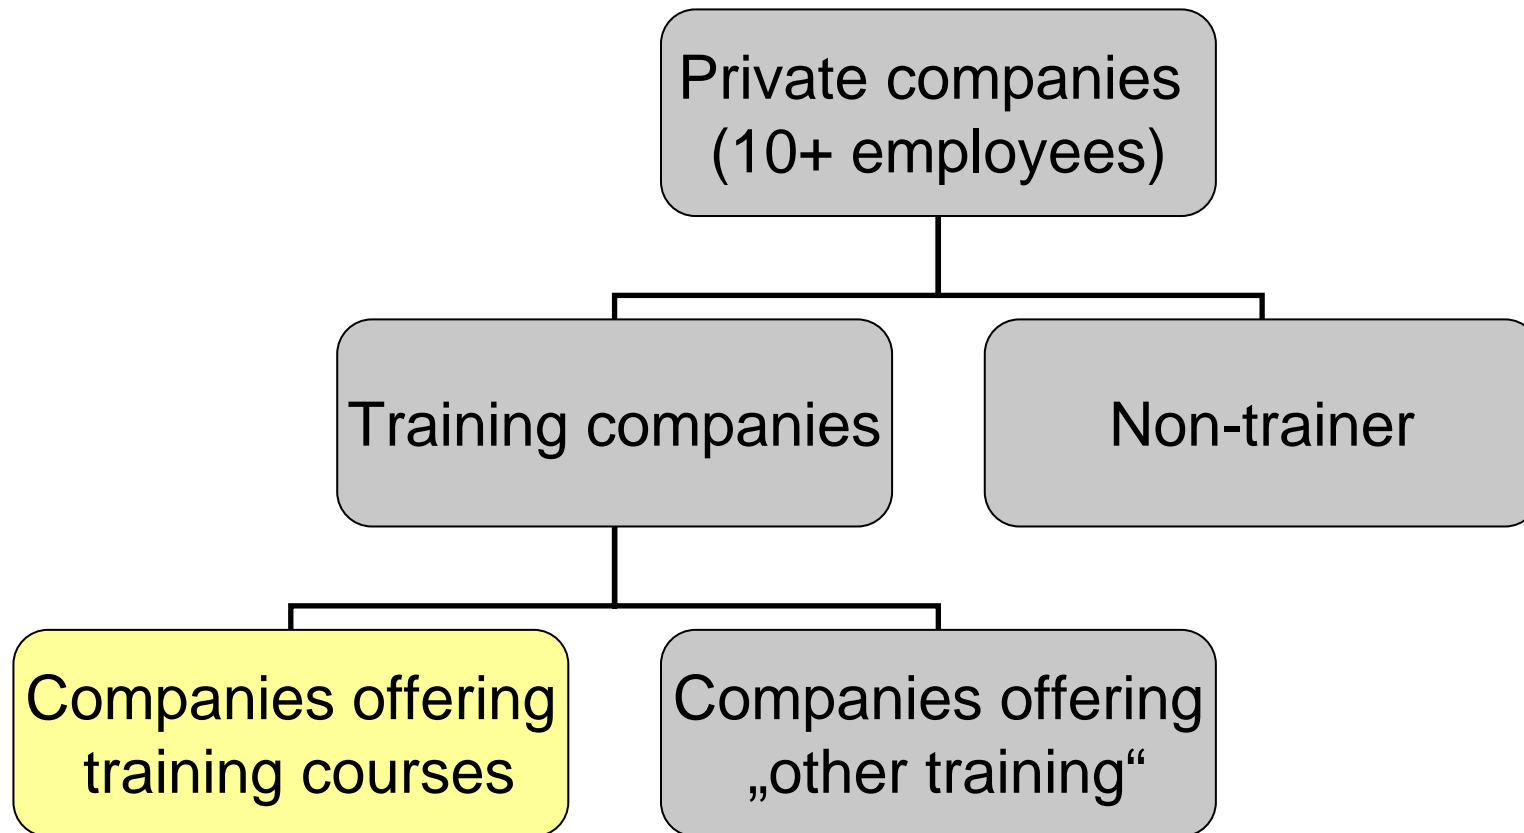 Private companies
(10+ employees)
Training companies
Non-trainer
Companies offering
training courses
Companies offering
„other training“